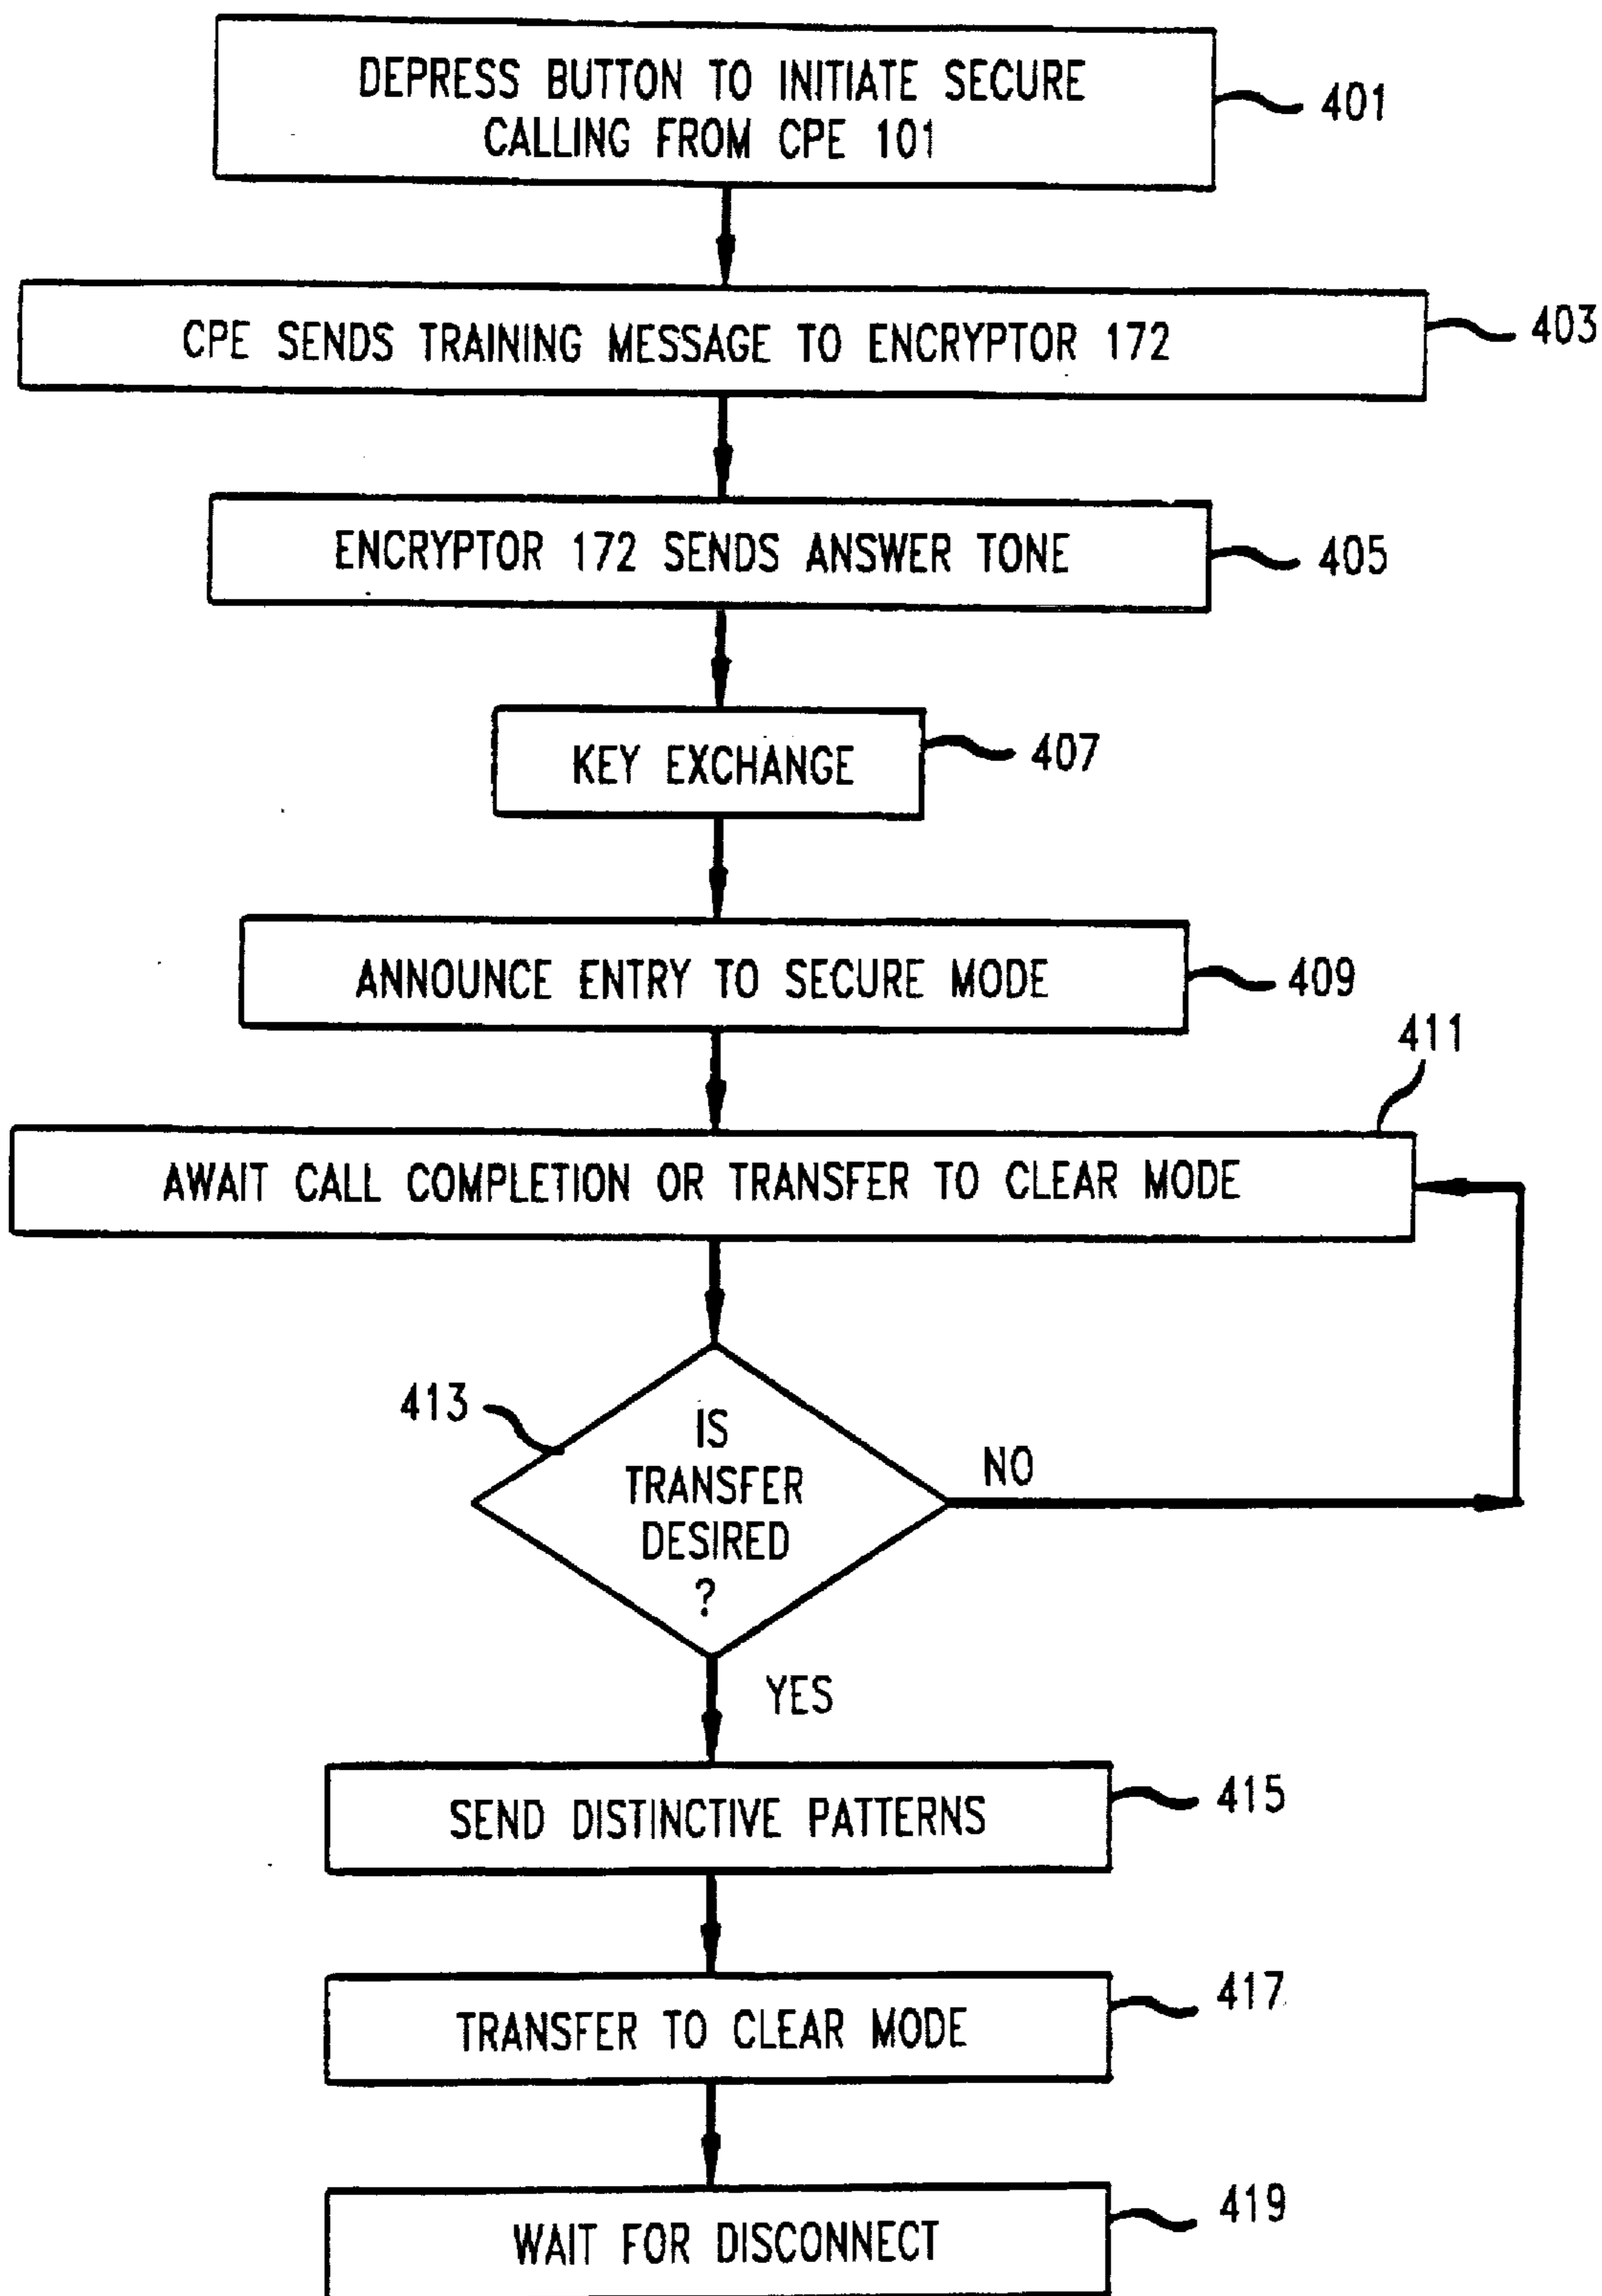 DEPRESS BUTTON TO INITIATE SECURE
CALLING FROM CPE 101
401
CPE SENDS TRAINING MESSAGE TO ENCRYPTOR 172
403
ENCRYPTOR 172 SENDS ANSWER TONE
405
KEY EXCHANGE
407
ANNOUNCE ENTRY TO SECURE MODE
409
411
AWAIT CALL COMPLETION OR TRANSFER TO CLEAR MODE
413
IS
TRANSFER
DESIRED
?
NO
YES
SEND DISTINCTIVE PATTERNS
415
TRANSFER TO CLEAR MODE
417
WAIT FOR DISCONNECT
419